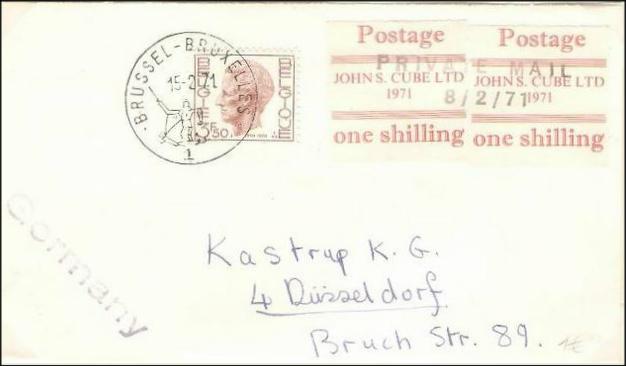 BRUSSEL-BRUXELLES
15-2.71
1
BELGIE
BELGIQUE
3F50
Postage
PRIVATE MAIL
JOHN S. CUBE LTD
1971
one shilling
Postage
JOHN S. CUBE LTD
8/2/71
1971
one shilling
Germany
Kastrup K.G.
4 Düsseldorf
Bruch Str. 89.